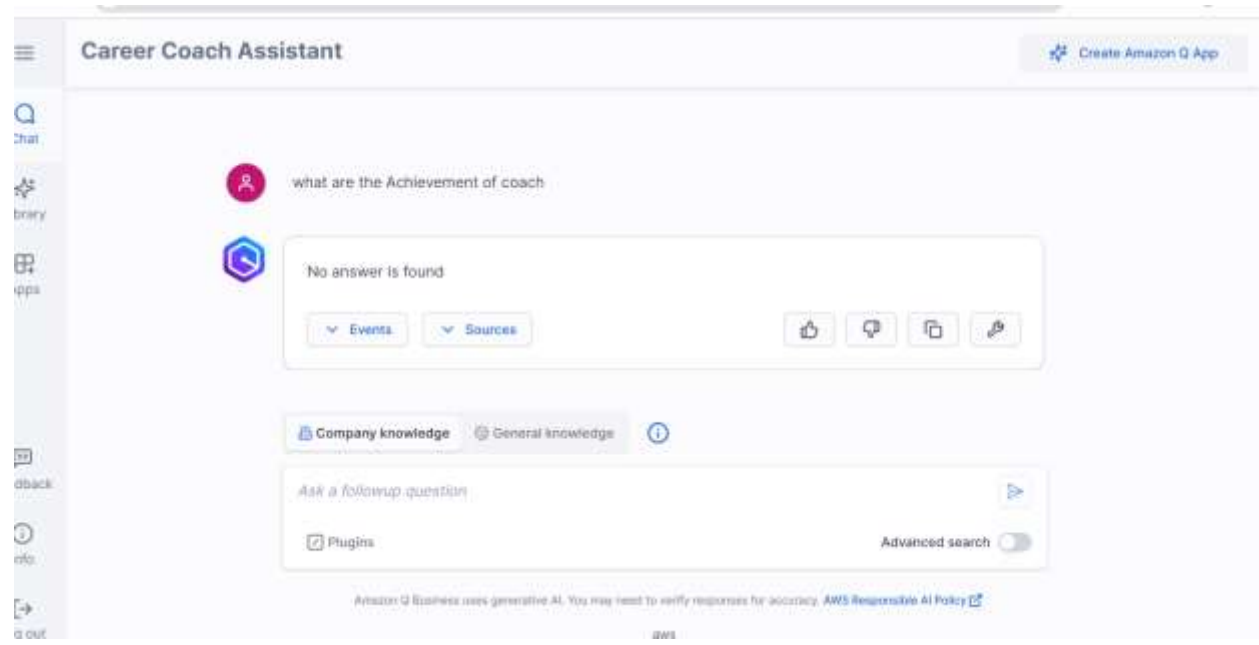 Career Coach Assistant
Create Amazon Q App
Chat
what are the Achievement of coach
brary
No answer is found
pps
Events
Sources
Company knowledge
General knowledge
dback
Ask a followup question
Plugins
Advanced search
nfo
Amazon Q Business uses generative AI. You may need to verify responses for accuracy. AWS Responsible AI Policy
g out
aws